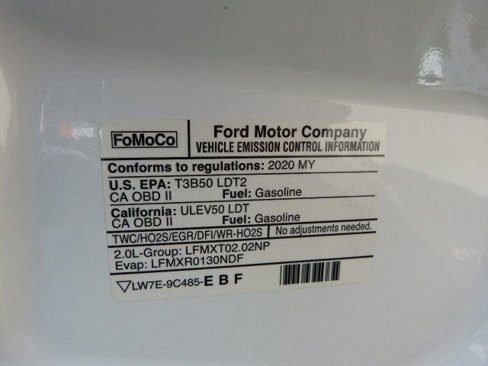 FoMoCo
Ford Motor Company
VEHICLE EMISSION CONTROL INFORMATION
Conforms to regulations: 2020 MY
U.S. EPA: T3B50 LDT2
CA OBD II Fuel: Gasoline
California: ULEV50 LDT
CA OBD II Fuel: Gasoline
TWC/HO2S/EGR/DFI/WR-HO2S No adjustments needed.
2.0L-Group: LFMXT02.02NP
Evap: LFMXR0130NDF
LW7E-9C485-E B F